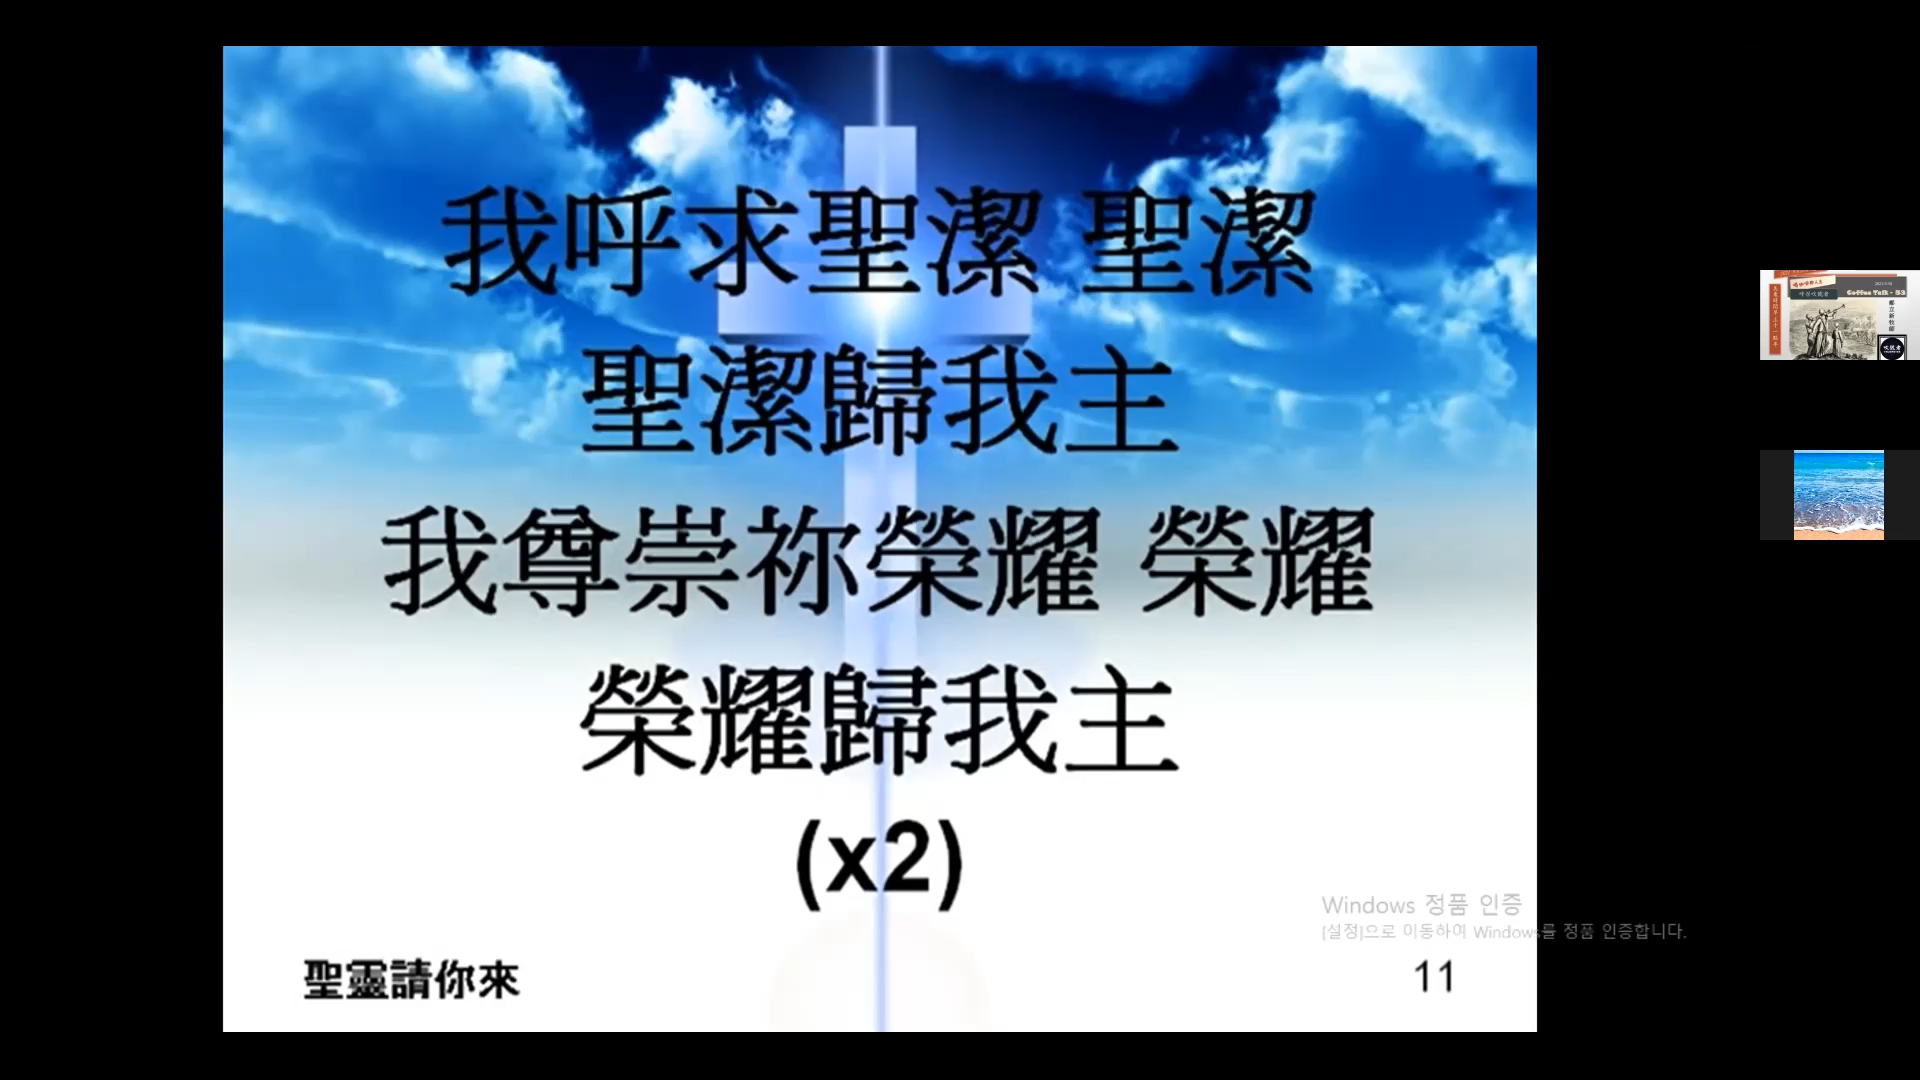 我呼求聖潔 聖潔
聖潔歸我主
我尊崇祢榮耀 榮耀
榮耀歸我主
(x2)
聖靈請你來
11
Windows 정품 인증
[설정]으로 이동하여 Windows를 정품 인증합니다.
Coffee Talk - 53